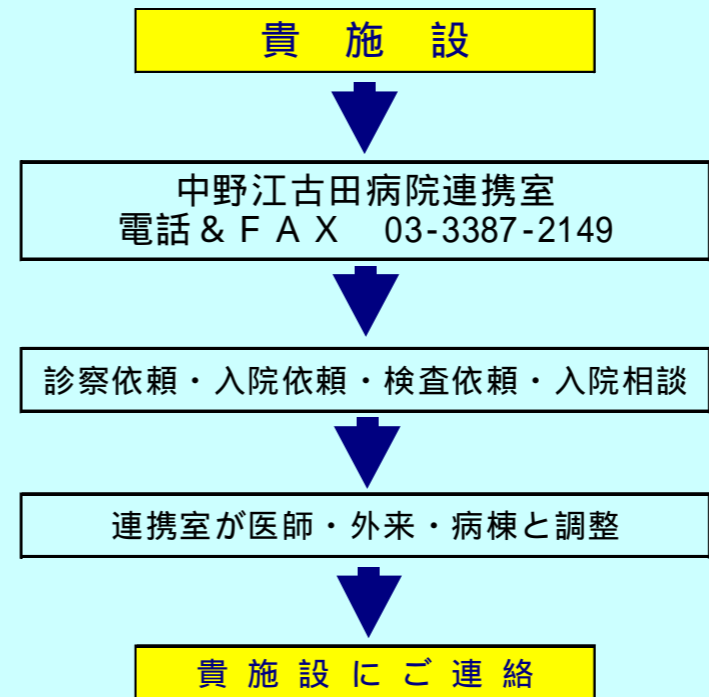 貴 施 設
中野江古田病院連携室
電話&FAX 03-3387-2149
診察依頼・入院依頼・検査依頼・入院相談
連携室が医師・外来・病棟と調整
貴施設にご連絡